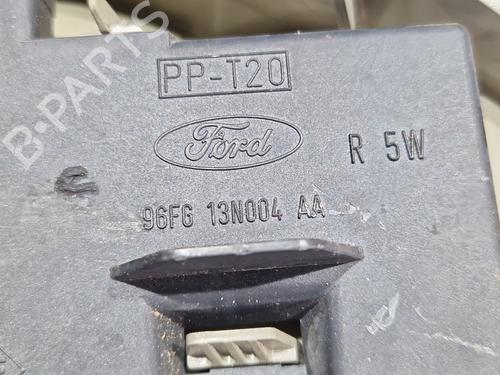 B-PARTS
PP-T20
Ford
R 5W
96FG 13N004 AA